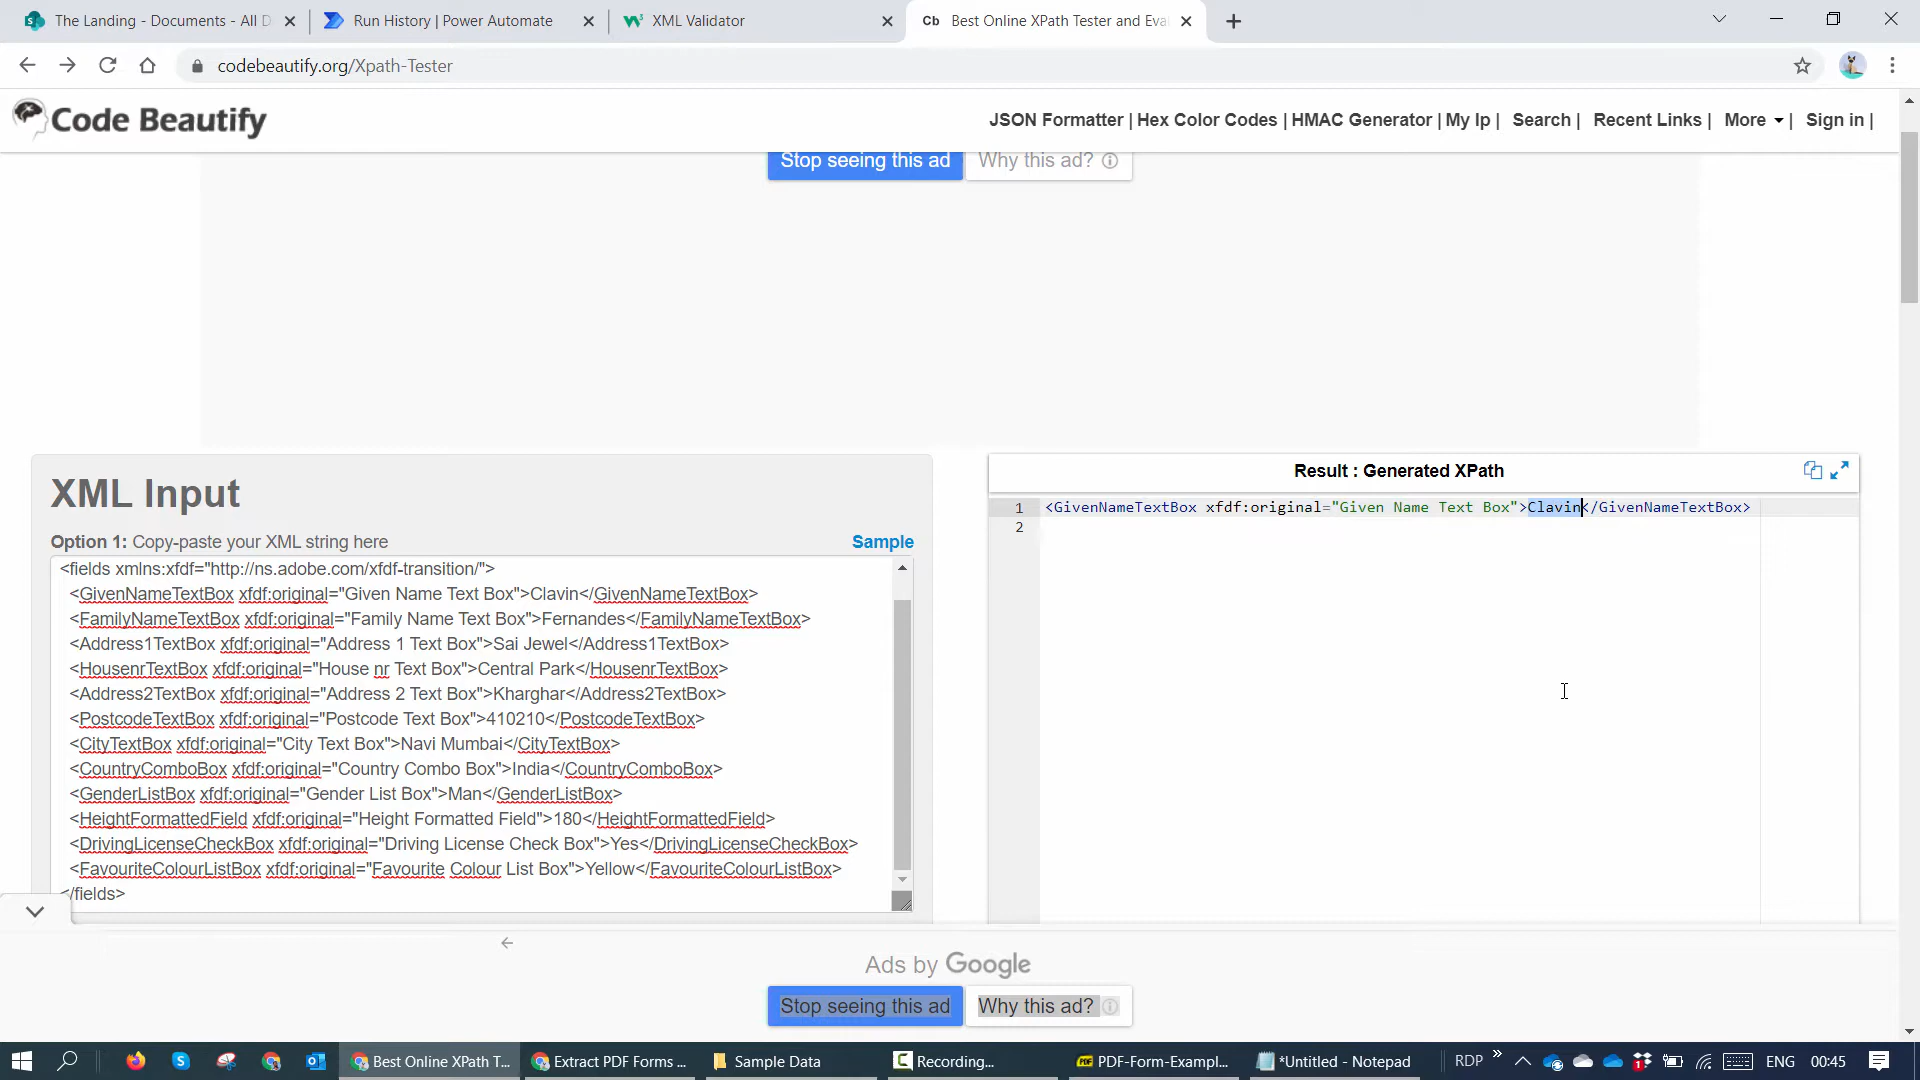 The Landing - Documents - All D
Run History | Power Automate
XML Validator
Cb Best Online XPath Tester and Eva
codebeautify.org/Xpath-Tester
Code Beautify
JSON Formatter | Hex Color Codes | HMAC Generator | My Ip | Search | Recent Links | More | Sign in |
Stop seeing this ad Why this ad?
XML Input
Option 1: Copy-paste your XML string here Sample
<fields xmlns:xfdf="http://ns.adobe.com/xfdf-transition/">
<GivenNameTextBox xfdf:original="Given Name Text Box">Clavin</GivenNameTextBox>
<FamilyNameTextBox xfdf:original="Family Name Text Box">Fernandes</FamilyNameTextBox>
<Address1TextBox xfdf:original="Address 1 Text Box">Sai Jewel</Address1TextBox>
<HousenrTextBox xfdf:original="House nr Text Box">Central Park</HousenrTextBox>
<Address2TextBox xfdf:original="Address 2 Text Box">Kharghar</Address2TextBox>
<PostcodeTextBox xfdf:original="Postcode Text Box">410210</PostcodeTextBox>
<CityTextBox xfdf:original="City Text Box">Navi Mumbai</CityTextBox>
<CountryComboBox xfdf:original="Country Combo Box">India</CountryComboBox>
<GenderListBox xfdf:original="Gender List Box">Man</GenderListBox>
<HeightFormattedField xfdf:original="Height Formatted Field">180</HeightFormattedField>
<DrivingLicenseCheckBox xfdf:original="Driving License Check Box">Yes</DrivingLicenseCheckBox>
<FavouriteColourListBox xfdf:original="Favourite Colour List Box">Yellow</FavouriteColourListBox>
</fields>
Result : Generated XPath
1 <GivenNameTextBox xfdf:original="Given Name Text Box">Clavin</GivenNameTextBox>
2
Ads by Google
Stop seeing this ad Why this ad?
Best Online XPath T...
Extract PDF Forms ...
Sample Data
Recording...
PDF-Form-Exampl...
*Untitled - Notepad
RDP
ENG
00:45